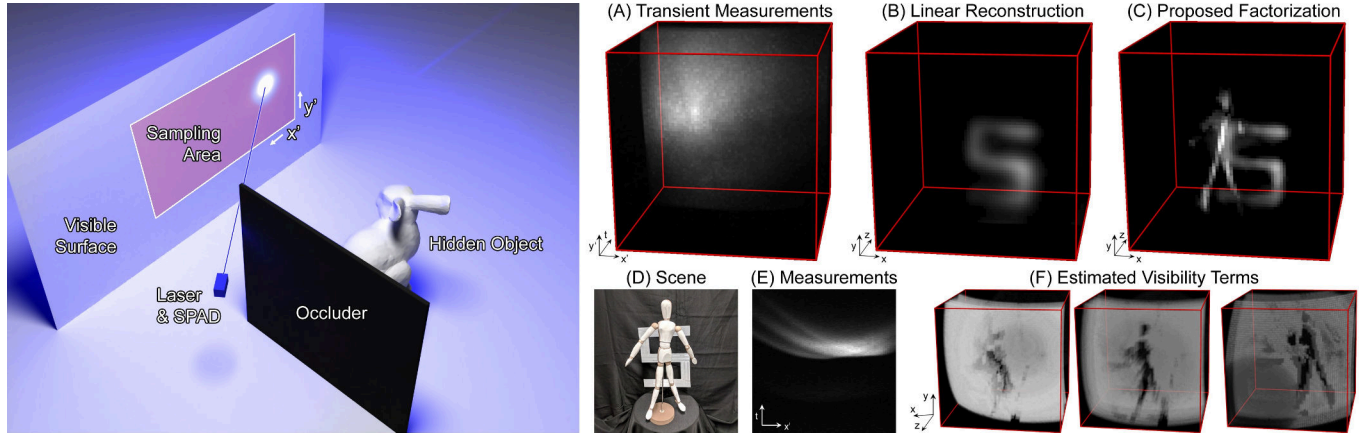 y'
x'
Sampling
Area
Visible
Surface
Hidden Object
Laser
& SPAD
Occluder
(A) Transient Measurements
(B) Linear Reconstruction
(C) Proposed Factorization
t
y'
x'
z
y
x
z
y
x
(D) Scene
(E) Measurements
(F) Estimated Visibility Terms
t
x'
y
x
z